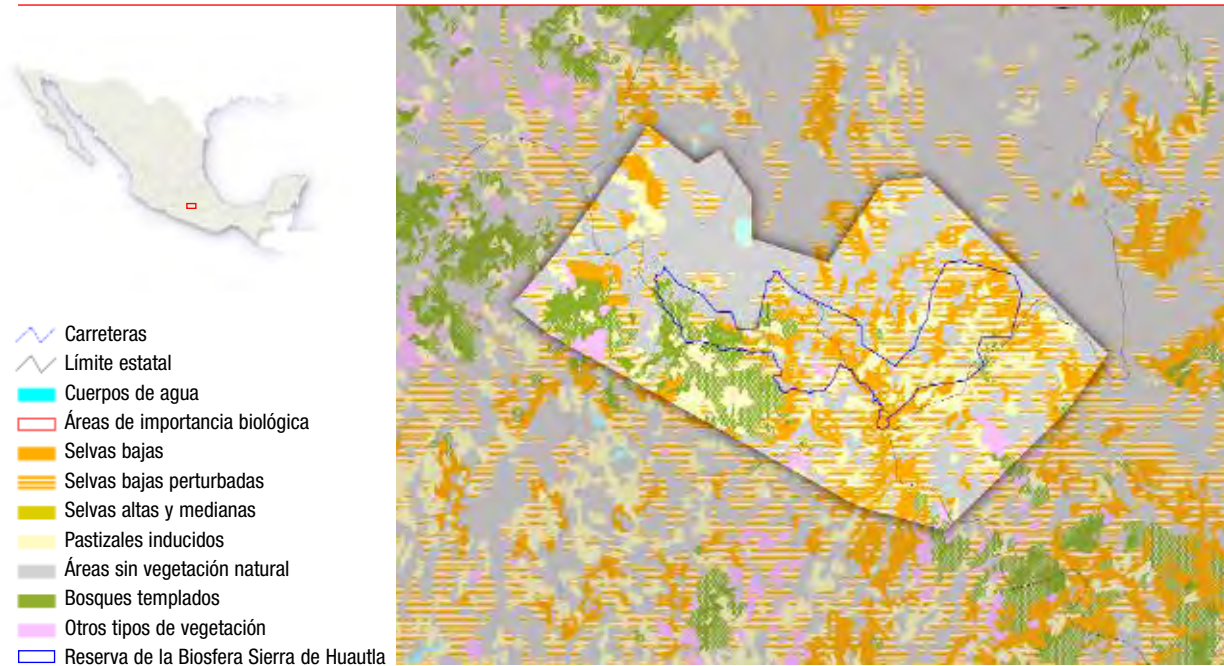 Carreteras
Límite estatal
Cuerpos de agua
Áreas de importancia biológica
Selvas bajas
Selvas bajas perturbadas
Selvas altas y medianas
Pastizales inducidos
Áreas sin vegetación natural
Bosques templados
Otros tipos de vegetación
Reserva de la Biosfera Sierra de Huautla